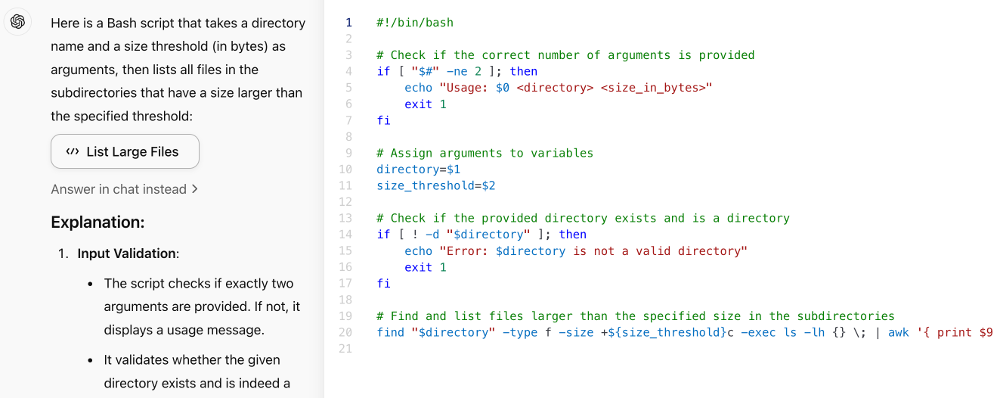 Here is a Bash script that takes a directory
name and a size threshold (in bytes) as
arguments, then lists all files in the
subdirectories that have a size larger than
the specified threshold:
</> List Large Files
Answer in chat instead >
Explanation:
1. Input Validation:
• The script checks if exactly two
arguments are provided. If not, it
displays a usage message.
• It validates whether the given
directory exists and is indeed a
1 #!/bin/bash
2
3 # Check if the correct number of arguments is provided
4 if [ "$#" -ne 2 ]; then
5     echo "Usage: $0 <directory> <size_in_bytes>"
6     exit 1
7 fi
8
9 # Assign arguments to variables
10 directory=$1
11 size_threshold=$2
12
13 # Check if the provided directory exists and is a directory
14 if [ ! -d "$directory" ]; then
15     echo "Error: $directory is not a valid directory"
16     exit 1
17 fi
18
19 # Find and list files larger than the specified size in the subdirectories
20 find "$directory" -type f -size +${size_threshold}c -exec ls -lh {} \; | awk '{ print $9
21